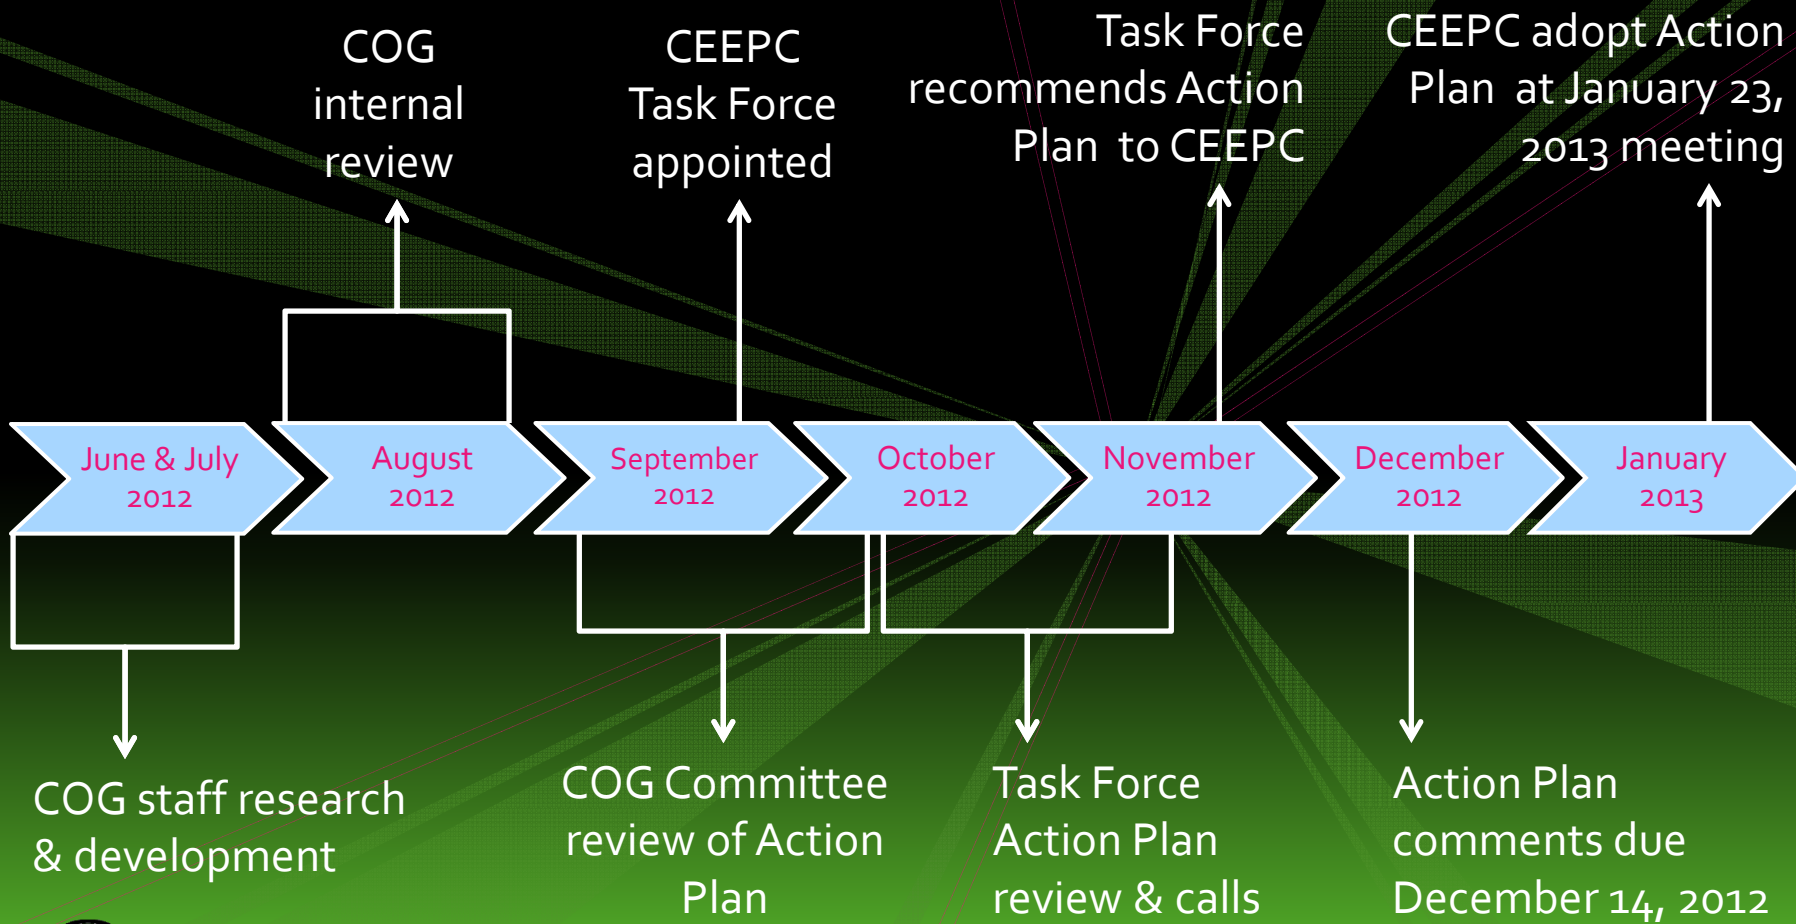 COG
internal
review
CEEPC
Task Force
appointed
Task Force
recommends Action
Plan to CEEPC
CEEPC adopt Action
Plan at January 23,
2013 meeting
June & July
2012
August
2012
September
2012
October
2012
November
2012
December
2012
January
2013
COG staff research
& development
COG Committee
review of Action
Plan
Task Force
Action Plan
review & calls
Action Plan
comments due
December 14, 2012